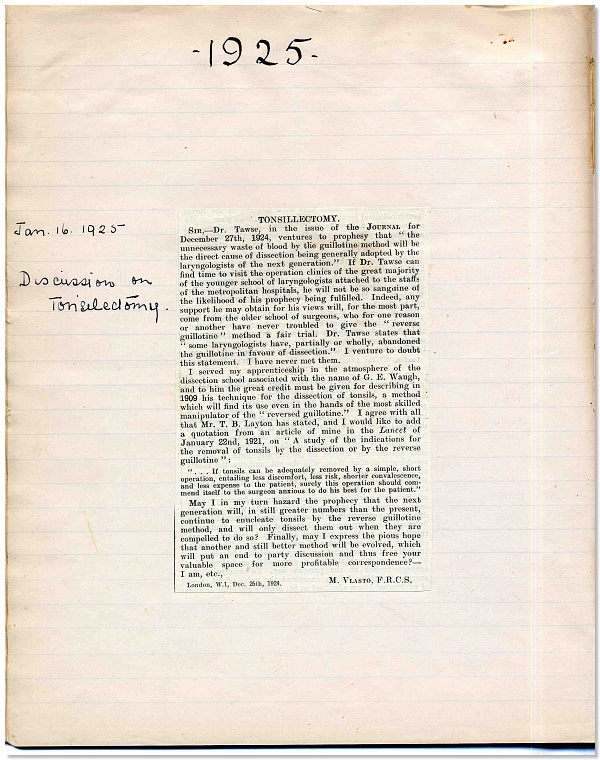 -1925-
Jan. 16. 1925
Discussion on
Tonsillectomy.
TONSILLECTOMY.
SIR,—Dr. Tawse, in the issue of the JOURNAL for
December 27th, 1924, ventures to prophesy that "the
unnecessary waste of blood by the guillotine method will be
the direct cause of dissection being generally adopted by the
laryngologists of the next generation." If Dr. Tawse can
find time to visit the operation clinics of the great majority
of the younger school of laryngologists attached to the staffs
of the metropolitan hospitals, he will not be so sanguine of
the likelihood of his prophecy being fulfilled. Indeed, any
support he may obtain for his views will, for the most part,
come from the older school of surgeons, who for one reason
or another have never troubled to give the "reverse
guillotine" method a fair trial. Dr. Tawse states that
"some laryngologists have, partially or wholly, abandoned
the guillotine in favour of dissection." I venture to doubt
this statement. I have never met them.
I served my apprenticeship in the atmosphere of the
dissection school associated with the name of G. E. Waugh,
and to him the great credit must be given for describing in
1909 his technique for the dissection of tonsils, a method
which will find its use even in the hands of the most skilled
manipulator of the "reversed guillotine." I agree with all
that Mr. T. B. Layton has stated, and I would like to add
a quotation from an article of mine in the Lancet of
January 22nd, 1921, on "A study of the indications for
the removal of tonsils by the dissection or by the reverse
guillotine":
". . . If tonsils can be adequately removed by a simple, short
operation, entailing less discomfort, less risk, shorter convalescence,
and less expense to the patient, surely this operation should com-
mend itself to the surgeon anxious to do his best for the patient."
May I in my turn hazard the prophecy that the next
generation will, in still greater numbers than the present,
continue to enucleate tonsils by the reverse guillotine
method, and will only dissect them out when they are
compelled to do so? Finally, may I express the pious hope
that another and still better method will be evolved, which
will put an end to party discussion and thus free your
valuable space for more profitable correspondence?—
I am, etc.,
London, W.1, Dec. 26th, 1924. M. VLASTO, F.R.C.S.